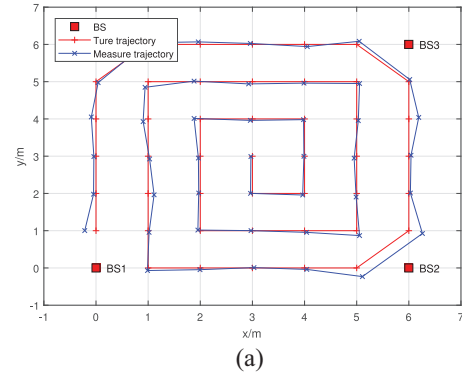 7
6
5
4
3
2
1
0
-1
y/m
BS
Ture trajectory
Measure trajectory
BS3
BS1
BS2
-1 0 1 2 3 4 5 6 7
x/m
(a)